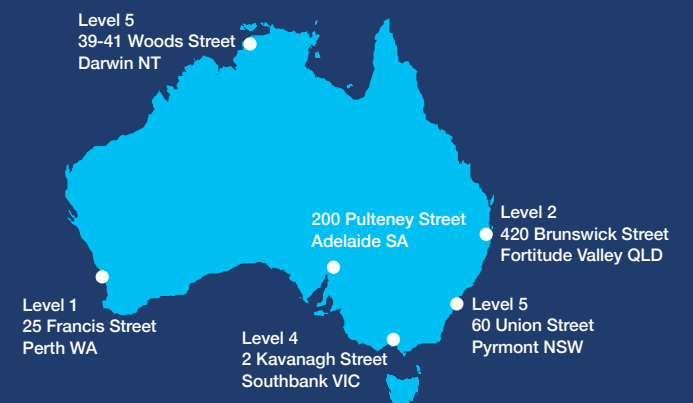 Level 5
39-41 Woods Street
Darwin NT
200 Pulteney Street
Adelaide SA
Level 2
420 Brunswick Street
Fortitude Valley QLD
Level 1
25 Francis Street
Perth WA
Level 4
2 Kavanagh Street
Southbank VIC
Level 5
60 Union Street
Pyrmont NSW